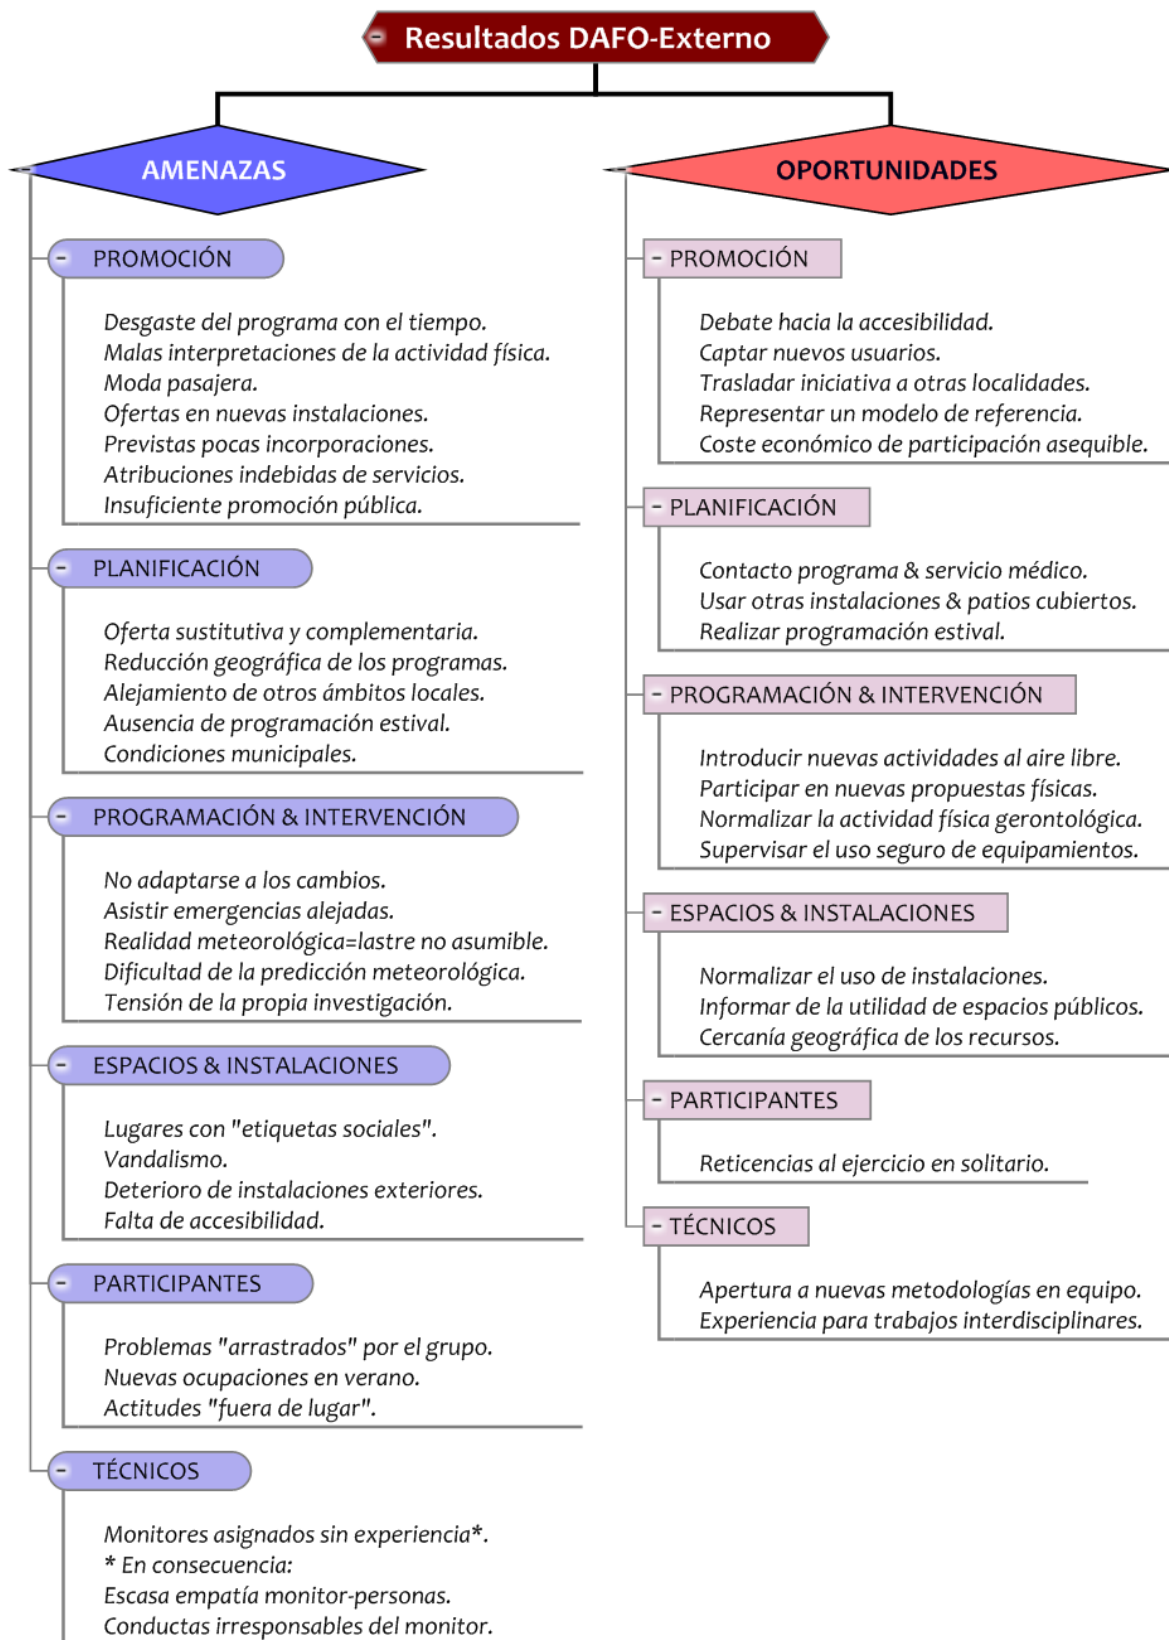 Resultados DAFO-Externo
AMENAZAS
PROMOCIÓN
Desgaste del programa con el tiempo.
Malas interpretaciones de la actividad física.
Moda pasajera.
Ofertas en nuevas instalaciones.
Previstas pocas incorporaciones.
Atribuciones indebidas de servicios.
Insuficiente promoción pública.
PLANIFICACIÓN
Oferta sustitutiva y complementaria.
Reducción geográfica de los programas.
Alejamiento de otros ámbitos locales.
Ausencia de programación estival.
Condiciones municipales.
PROGRAMACIÓN & INTERVENCIÓN
No adaptarse a los cambios.
Asistir emergencias alejadas.
Realidad meteorológica=lastre no asumible.
Dificultad de la predicción meteorológica.
Tensión de la propia investigación.
ESPACIOS & INSTALACIONES
Lugares con "etiquetas sociales".
Vandalismo.
Deterioro de instalaciones exteriores.
Falta de accesibilidad.
PARTICIPANTES
Problemas "arrastrados" por el grupo.
Nuevas ocupaciones en verano.
Actitudes "fuera de lugar".
TÉCNICOS
Monitores asignados sin experiencia*.
* En consecuencia:
Escasa empatía monitor-personas.
Conductas irresponsables del monitor.
OPORTUNIDADES
PROMOCIÓN
Debate hacia la accesibilidad.
Captar nuevos usuarios.
Trasladar iniciativa a otras localidades.
Representar un modelo de referencia.
Coste económico de participación asequible.
PLANIFICACIÓN
Contacto programa & servicio médico.
Usar otras instalaciones & patios cubiertos.
Realizar programación estival.
PROGRAMACIÓN & INTERVENCIÓN
Introducir nuevas actividades al aire libre.
Participar en nuevas propuestas físicas.
Normalizar la actividad física gerontológica.
Supervisar el uso seguro de equipamientos.
ESPACIOS & INSTALACIONES
Normalizar el uso de instalaciones.
Informar de la utilidad de espacios públicos.
Cercanía geográfica de los recursos.
PARTICIPANTES
Reticencias al ejercicio en solitario.
TÉCNICOS
Apertura a nuevas metodologías en equipo.
Experiencia para trabajos interdisciplinares.